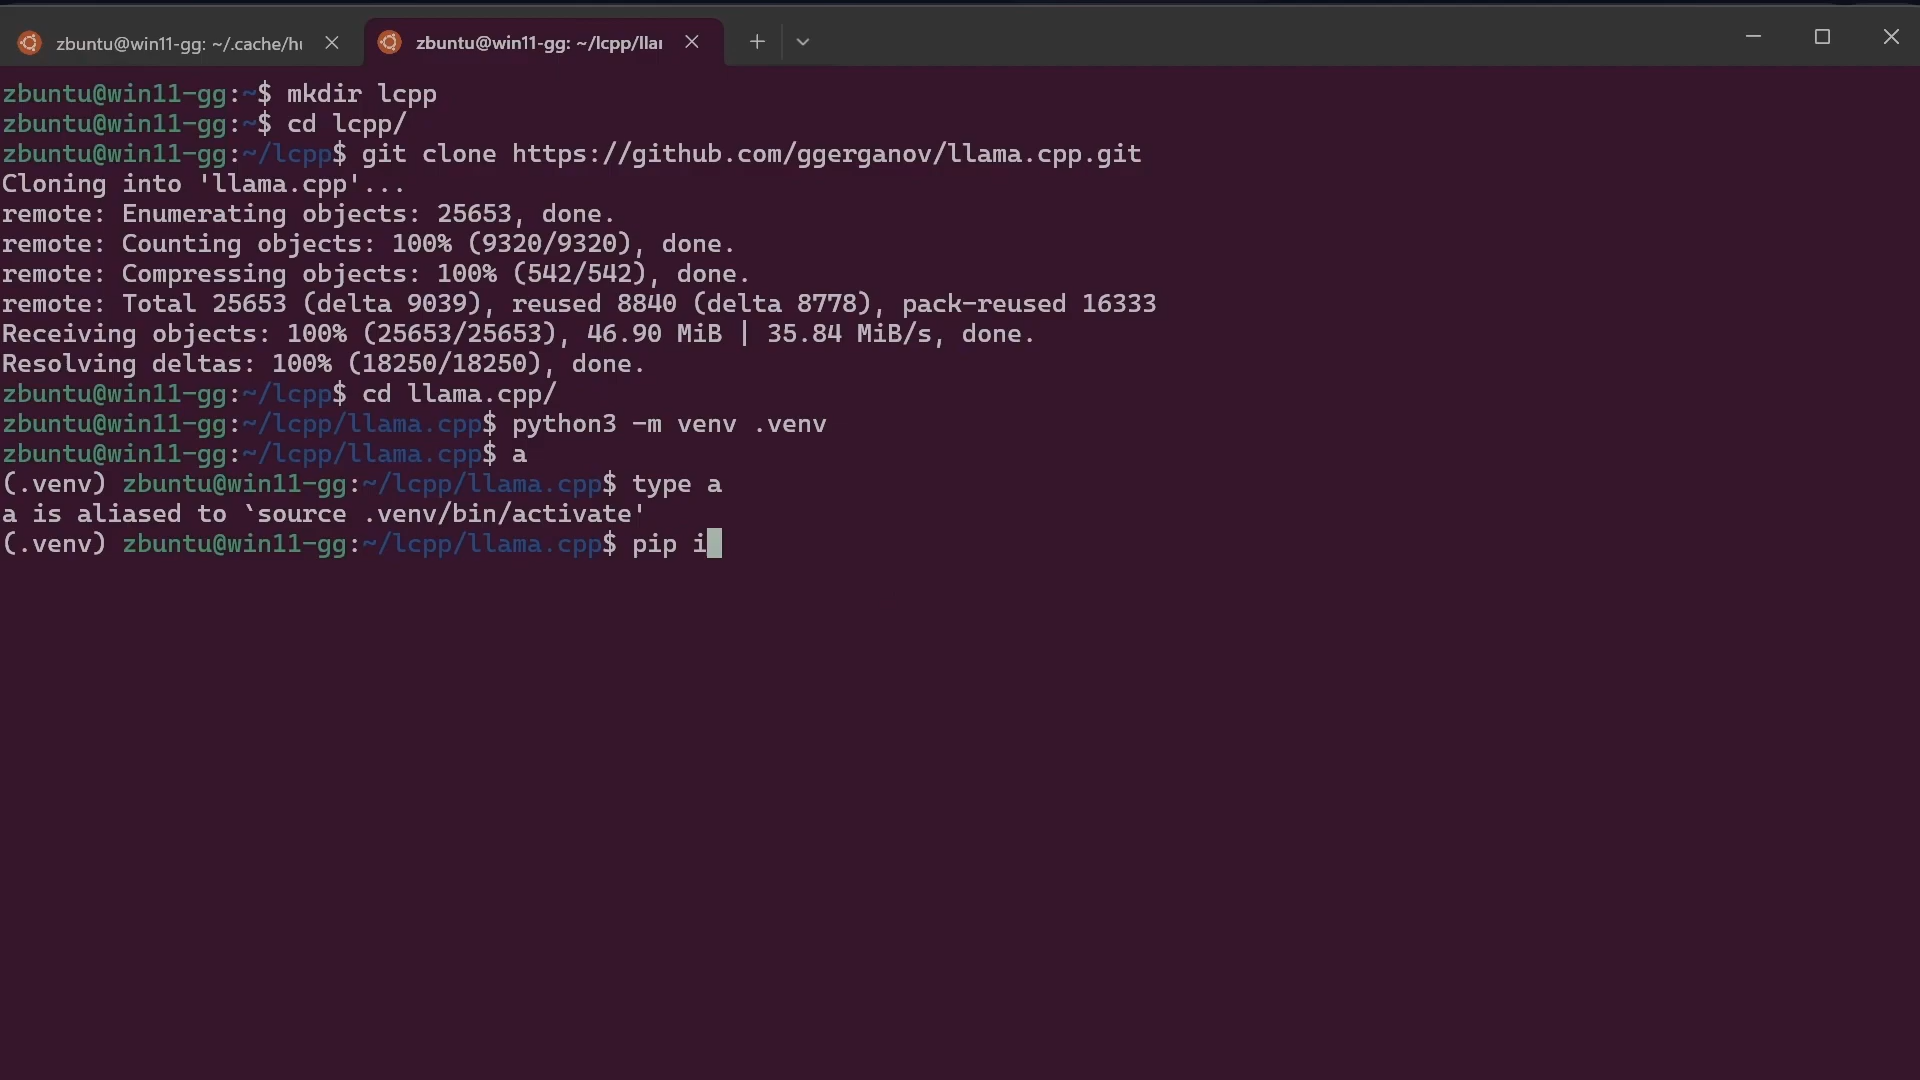 zbuntu@win11-gg: ~/.cache/hu
zbuntu@win11-gg: ~/lcpp/llar
zbuntu@win11-gg:~$ mkdir lcpp
zbuntu@win11-gg:~$ cd lcpp/
zbuntu@win11-gg:~/lcpp$ git clone https://github.com/ggerganov/llama.cpp.git
Cloning into 'llama.cpp'...
remote: Enumerating objects: 25653, done.
remote: Counting objects: 100% (9320/9320), done.
remote: Compressing objects: 100% (542/542), done.
remote: Total 25653 (delta 9039), reused 8840 (delta 8778), pack-reused 16333
Receiving objects: 100% (25653/25653), 46.90 MiB | 35.84 MiB/s, done.
Resolving deltas: 100% (18250/18250), done.
zbuntu@win11-gg:~/lcpp$ cd llama.cpp/
zbuntu@win11-gg:~/lcpp/llama.cpp$ python3 -m venv .venv
zbuntu@win11-gg:~/lcpp/llama.cpp$ a
(.venv) zbuntu@win11-gg:~/lcpp/llama.cpp$ type a
a is aliased to `source .venv/bin/activate'
(.venv) zbuntu@win11-gg:~/lcpp/llama.cpp$ pip i